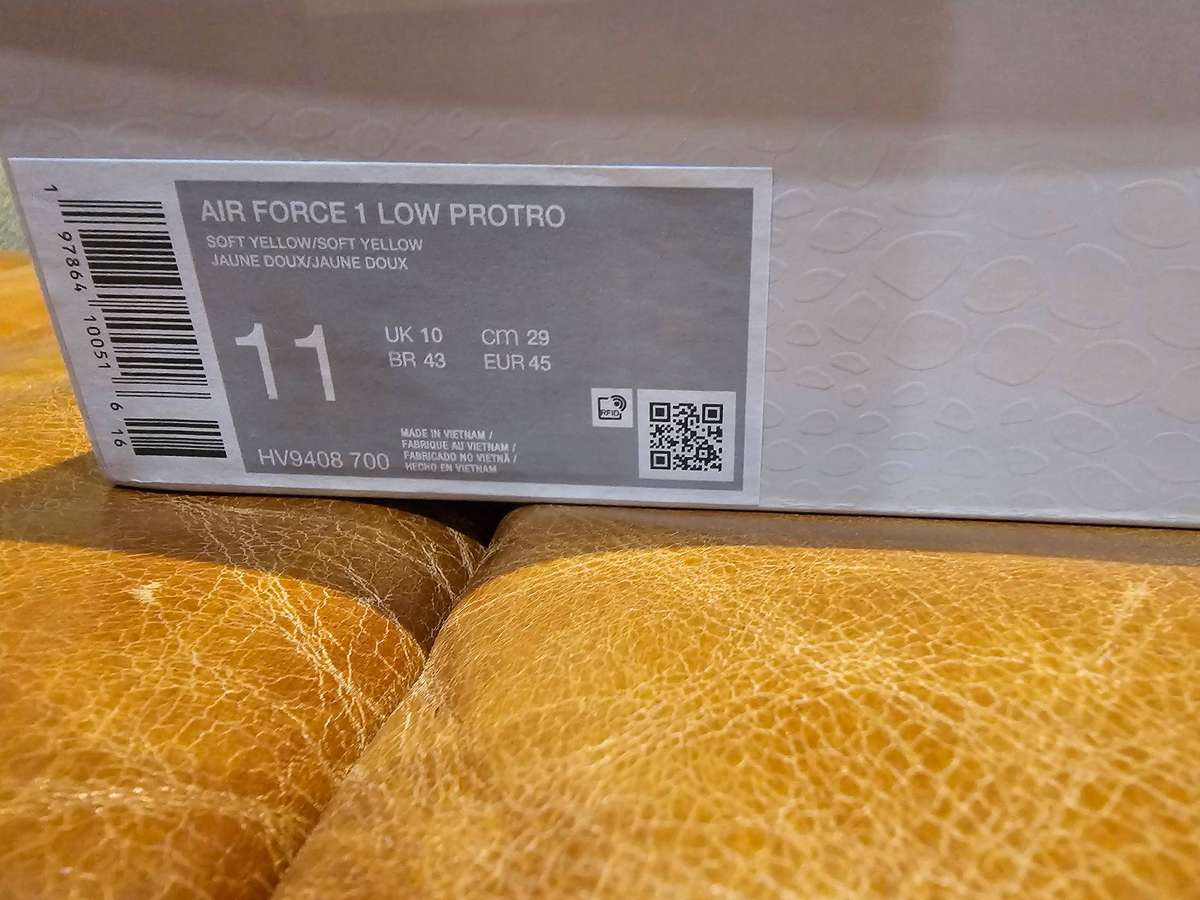 AIR FORCE 1 LOW PROTRO
SOFT YELLOW/SOFT YELLOW
JAUNE DOUX/JAUNE DOUX
11
UK 10 cm 29
BR 43 EUR 45
RFID
HV9408 700
MADE IN VIETNAM /
FABRIQUE AU VIETNAM /
FABRICADO NO VIETNÃ /
HECHO EN VIETNAM
1 97864 10051 6 16